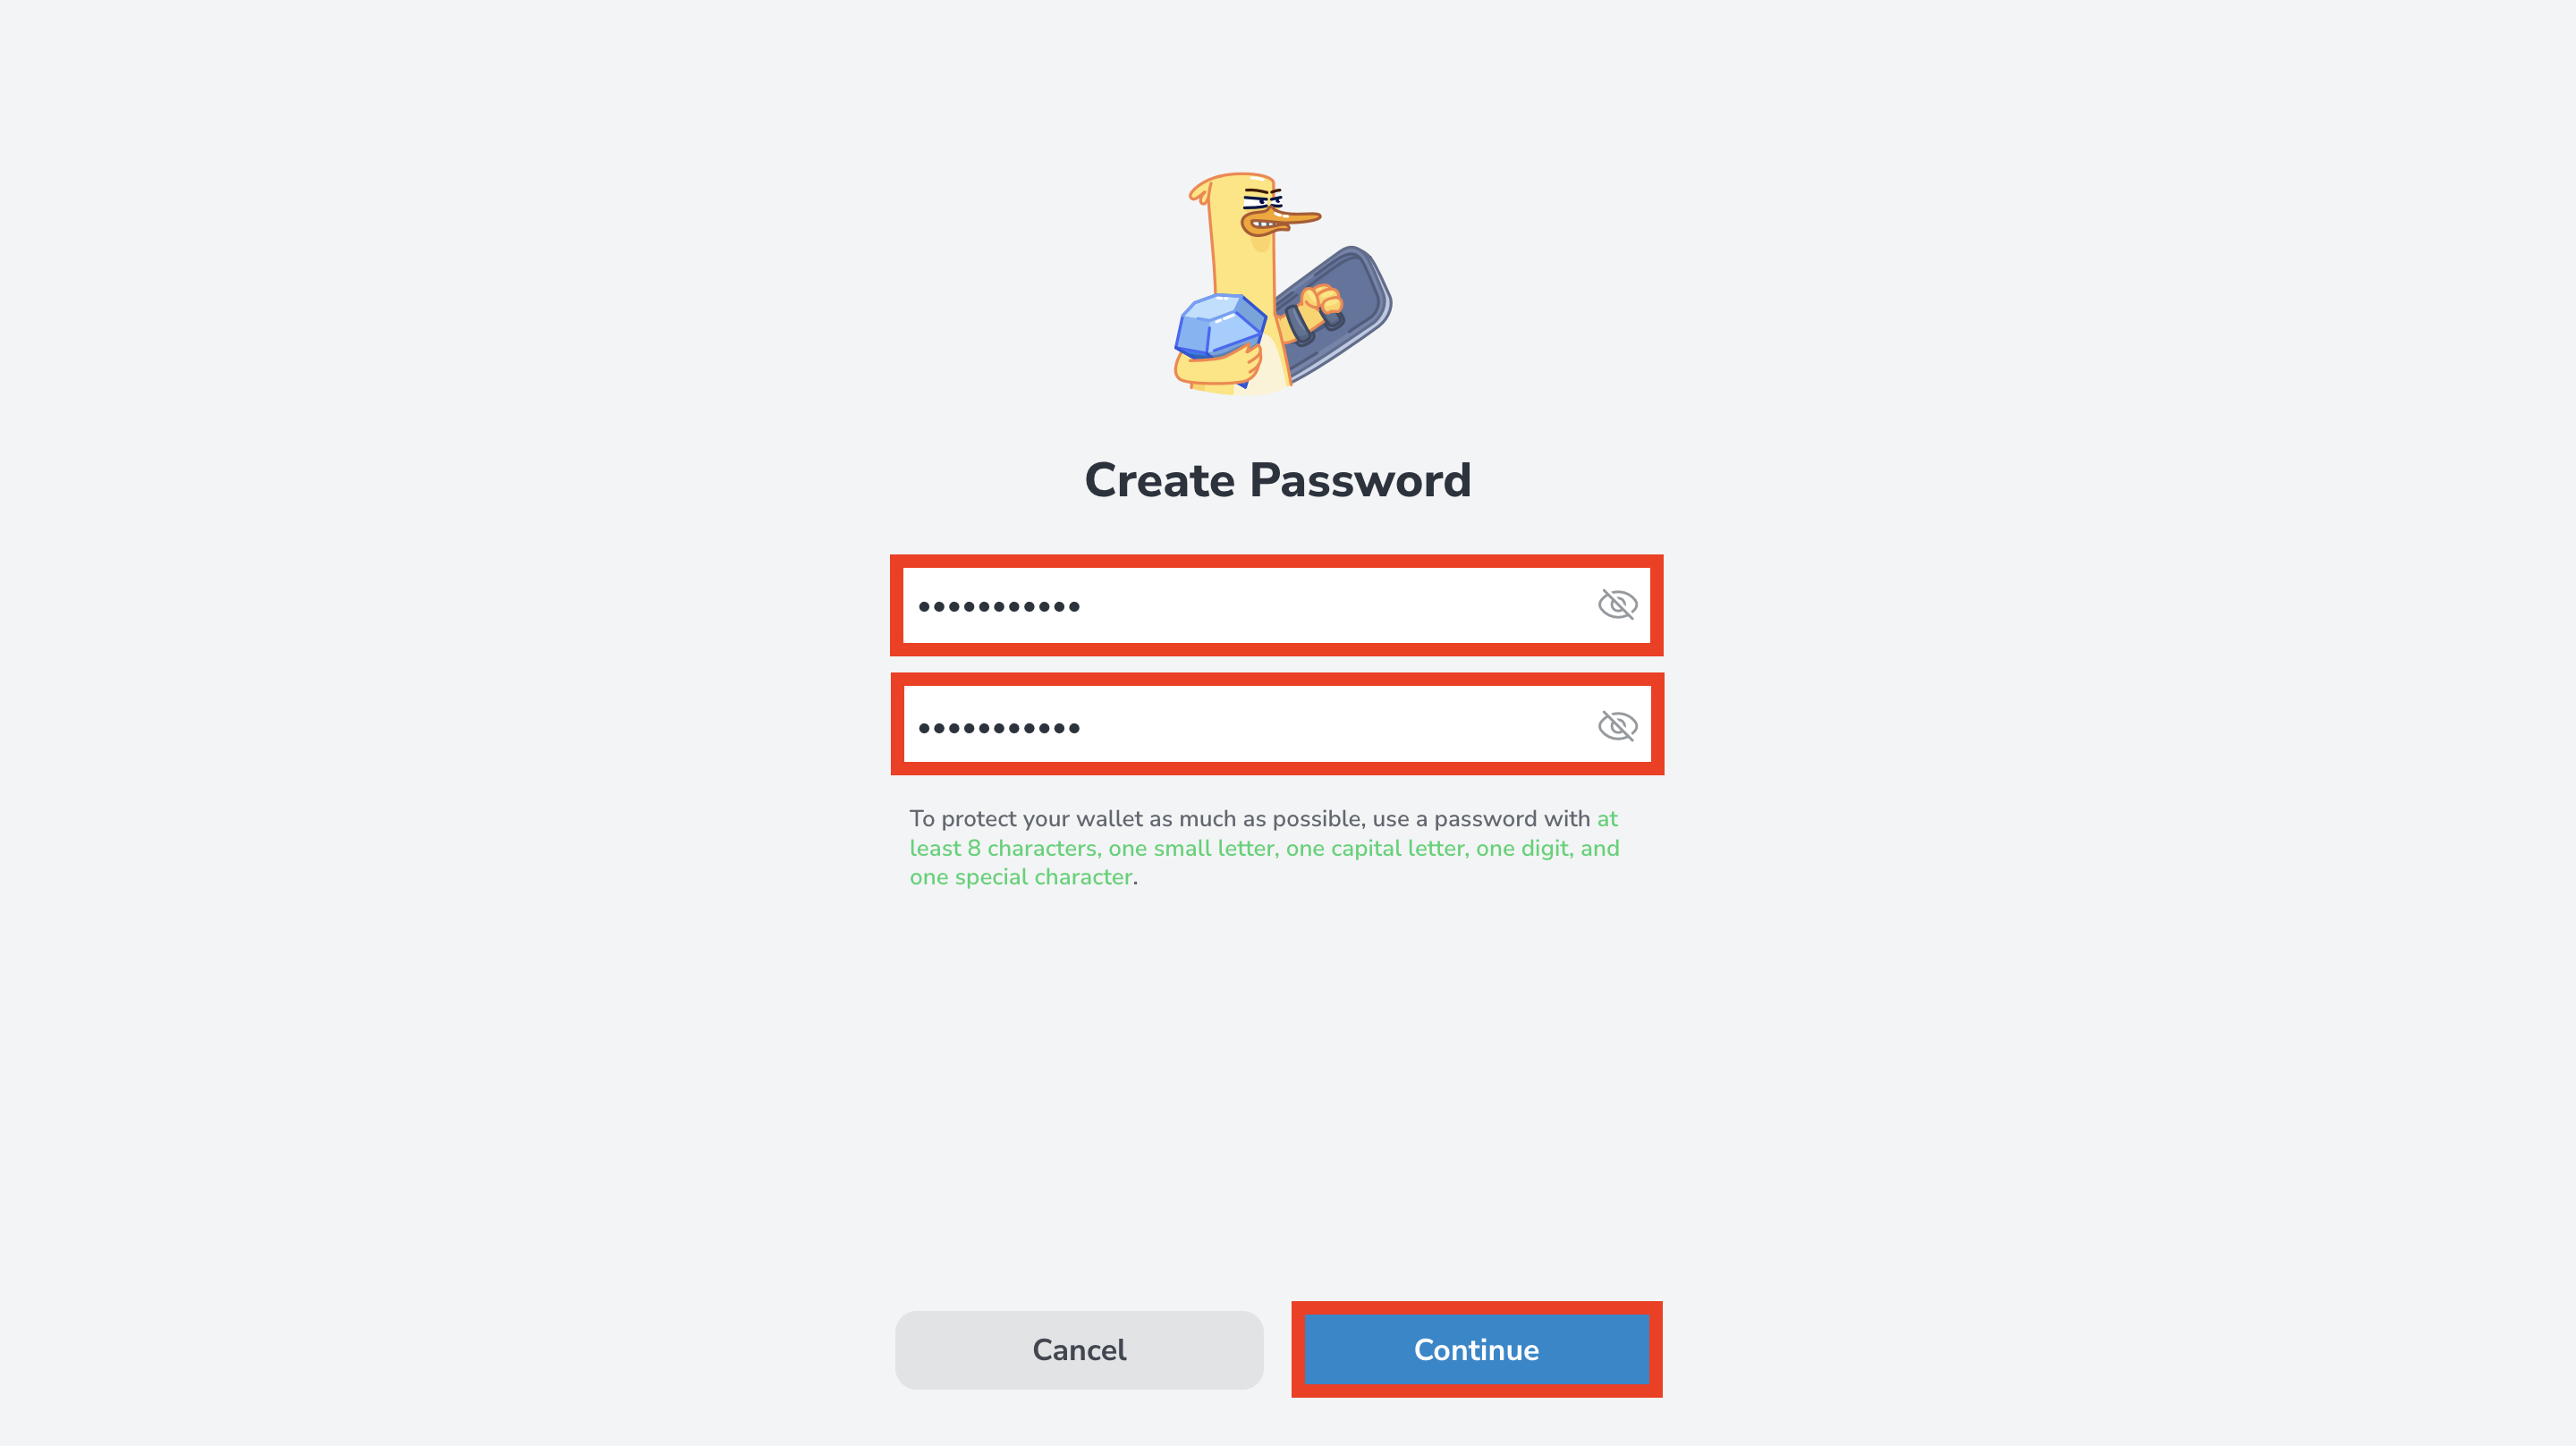 Create Password
•••••••••••
•••••••••••
To protect your wallet as much as possible, use a password with at
least 8 characters, one small letter, one capital letter, one digit, and
one special character.
Cancel
Continue